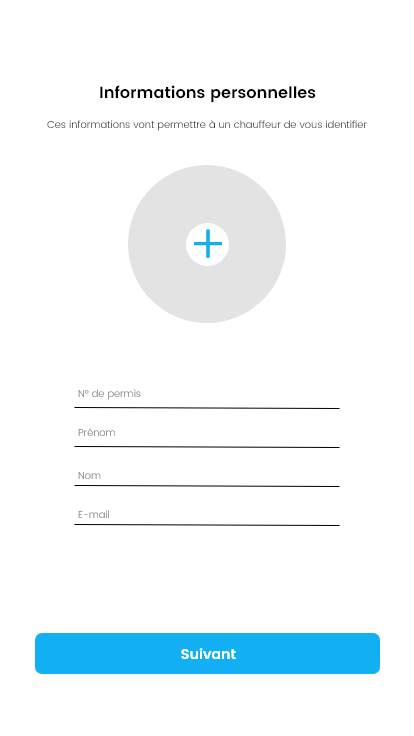 Informations personnelles
Ces informations vont permettre à un chauffeur de vous identifier
N° de permis
Prénom
Nom
E-mail
Suivant